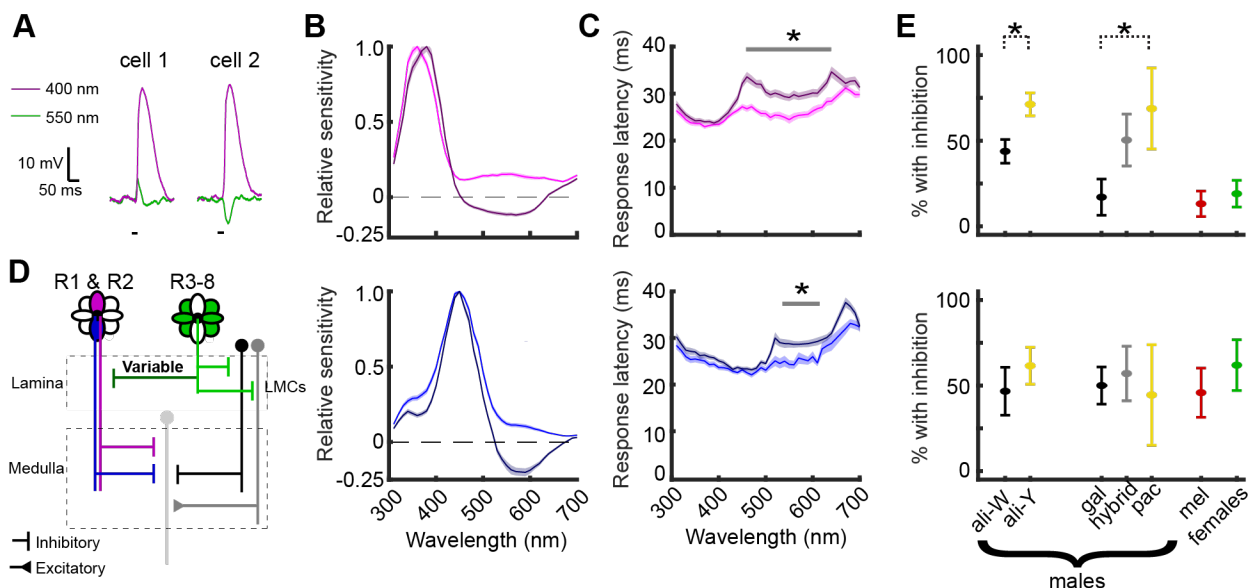 A
cell 1
cell 2
400 nm
550 nm
10 mV
50 ms
B
Relative sensitivity
1.0
0.5
0
-0.25
Relative sensitivity
1.0
0.5
0
-0.25
300
400
500
600
700
Wavelength (nm)
C
Response latency (ms)
40
30
20
10
0
*
Response latency (ms)
40
30
20
10
0
*
300
400
500
600
700
Wavelength (nm)
D
R1 & R2
R3-8
Variable
Lamina
LMCs
Medulla
Inhibitory
Excitatory
E
% with inhibition
100
50
0
*
*
% with inhibition
100
50
0
ali-W
ali-Y
gal
hybrid
pac
mel
females
males